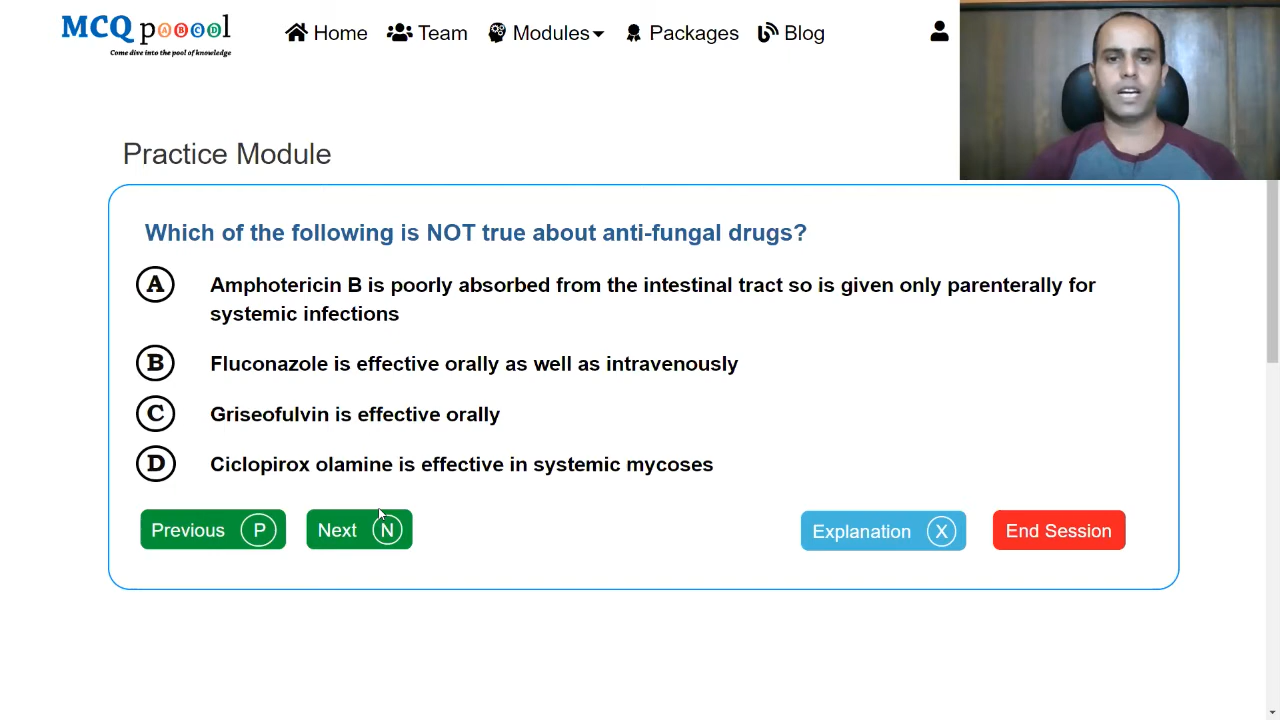 MCQ pooool
A B C D
Come dive into the pool of knowledge
Home Team Modules Packages Blog
Practice Module
Which of the following is NOT true about anti-fungal drugs?
A Amphotericin B is poorly absorbed from the intestinal tract so is given only parenterally for
systemic infections
B Fluconazole is effective orally as well as intravenously
C Griseofulvin is effective orally
D Ciclopirox olamine is effective in systemic mycoses
Previous P Next N Explanation X End Session